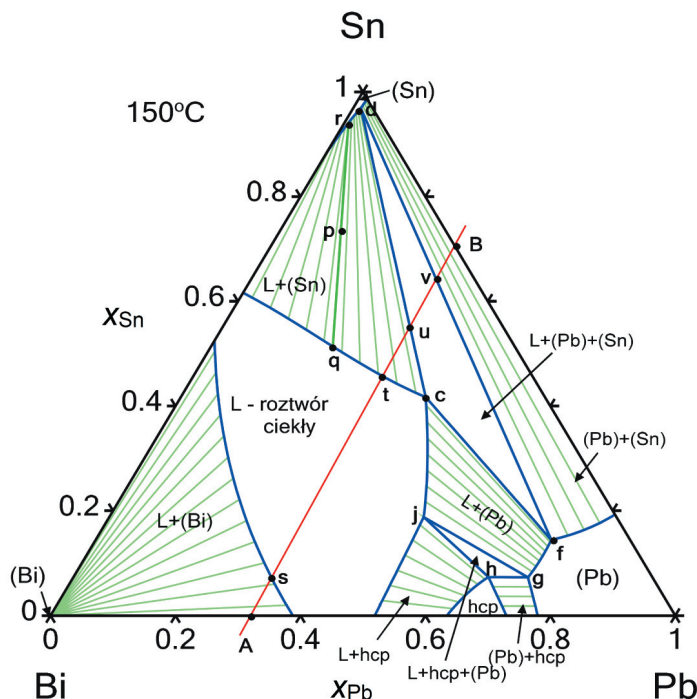 Sn
1
(Sn)
150°C
r
d
0.8
p
B
v
L+(Sn)
0.6
xSn
u
L+(Pb)+(Sn)
q
t
c
0.4
L - roztwór
ciekły
(Pb)+(Sn)
0.2
L+(Bi)
j
L+(Pb)
f
(Bi)
s
h
g
(Pb)
0
hcp
0
A
0.2
0.4
0.6
0.8
1
L+hcp
L+hcp+(Pb)
(Pb)+hcp
Bi
xPb
Pb